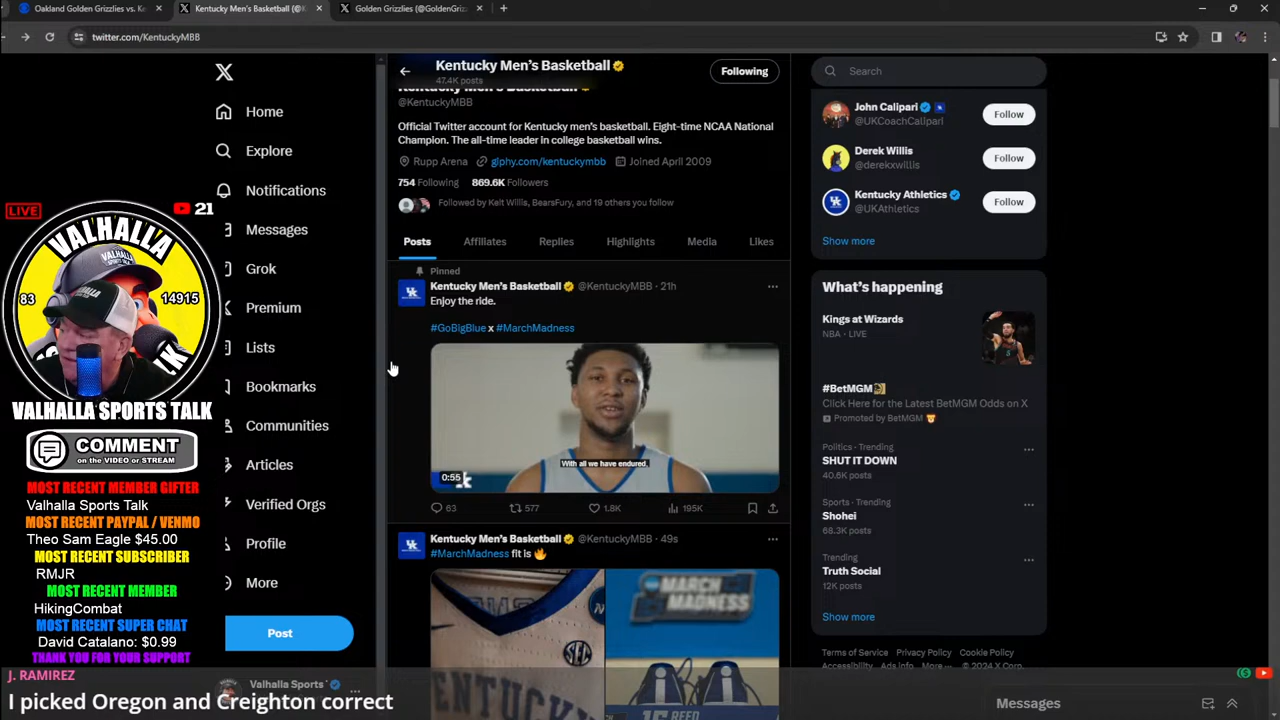 Oakland Golden Grizzlies vs. K
Kentucky Men's Basketball (@K
Golden Grizzlies (@GoldenGriz
twitter.com/KentuckyMBB
Home
Explore
Notifications
Messages
Grok
Premium
Lists
Bookmarks
Communities
Articles
Verified Orgs
Profile
More
Post
Valhalla Sports
Kentucky Men's Basketball
47.4K posts
Following
@KentuckyMBB
Official Twitter account for Kentucky men's basketball. Eight-time NCAA National
Champion. The all-time leader in college basketball wins.
Rupp Arena glphy.com/kentuckymbb Joined April 2009
754 Following 869.6K Followers
Followed by Kelt Willis, BearsFury, and 19 others you follow
Posts Affiliates Replies Highlights Media Likes
Pinned
Kentucky Men's Basketball @KentuckyMBB · 21h
Enjoy the ride.
#GoBigBlue x #MarchMadness
With all we have endured,
0:55
63 577 1.8K 195K
Kentucky Men's Basketball @KentuckyMBB · 49s
#MarchMadness fit is 🔥
SEC
KENTUCKY
MARCH
MADNESS
15 REED
Search
John Calipari
@UKCoachCalipari
Follow
Derek Willis
@derekxwillis
Follow
Kentucky Athletics
@UKAthletics
Follow
Show more
What's happening
Kings at Wizards
NBA · LIVE
#BetMGM
Click Here for the Latest BetMGM Odds on X
Promoted by BetMGM
Politics · Trending
SHUT IT DOWN
40.6K posts
Sports · Trending
Shohei
68.3K posts
Trending
Truth Social
12K posts
Show more
Terms of Service Privacy Policy Cookie Policy
Accessibility Ads info More... © 2024 X Corp.
Messages
LIVE
21
VALHALLA
83
14915
TALK
VALHALLA SPORTS TALK
COMMENT
on the VIDEO or STREAM
MOST RECENT MEMBER GIFTER
Valhalla Sports Talk
MOST RECENT PAYPAL / VENMO
Theo Sam Eagle $45.00
MOST RECENT SUBSCRIBER
RMJR
MOST RECENT MEMBER
HikingCombat
MOST RECENT SUPER CHAT
David Catalano: $0.99
THANK YOU FOR YOUR SUPPORT
J. RAMIREZ
I picked Oregon and Creighton correct